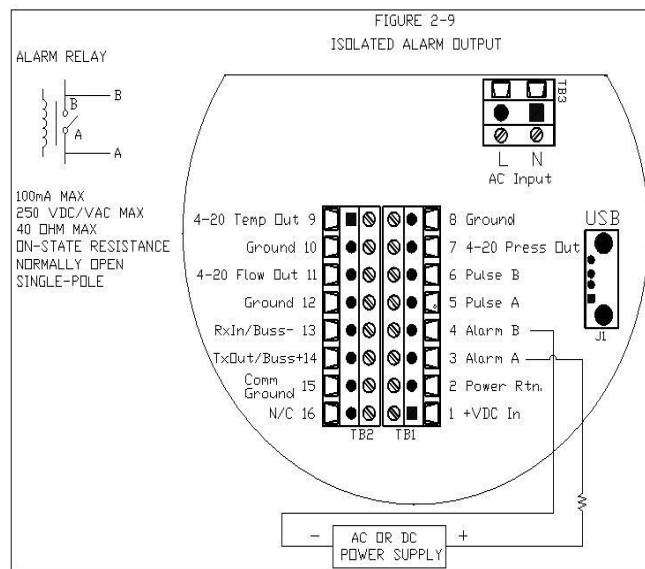 FIGURE 2-9
ISOLATED ALARM OUTPUT
ALARM RELAY
B
B
A
A
100mA MAX
250 VDC/VAC MAX
40 OHM MAX
ON-STATE RESISTANCE
NORMALLY OPEN
SINGLE-POLE
TB3
L N
AC Input
4-20 Temp Out 9
Ground 10
4-20 Flow Out 11
Ground 12
RxIn/Buss- 13
TxOut/Buss+14
Comm
Ground 15
N/C 16
8 Ground
7 4-20 Press Out
6 Pulse B
5 Pulse A
4 Alarm B
3 Alarm A
2 Power Rtn.
1 +VDC In
TB2 TB1
USB
J1
- +
AC OR DC
POWER SUPPLY